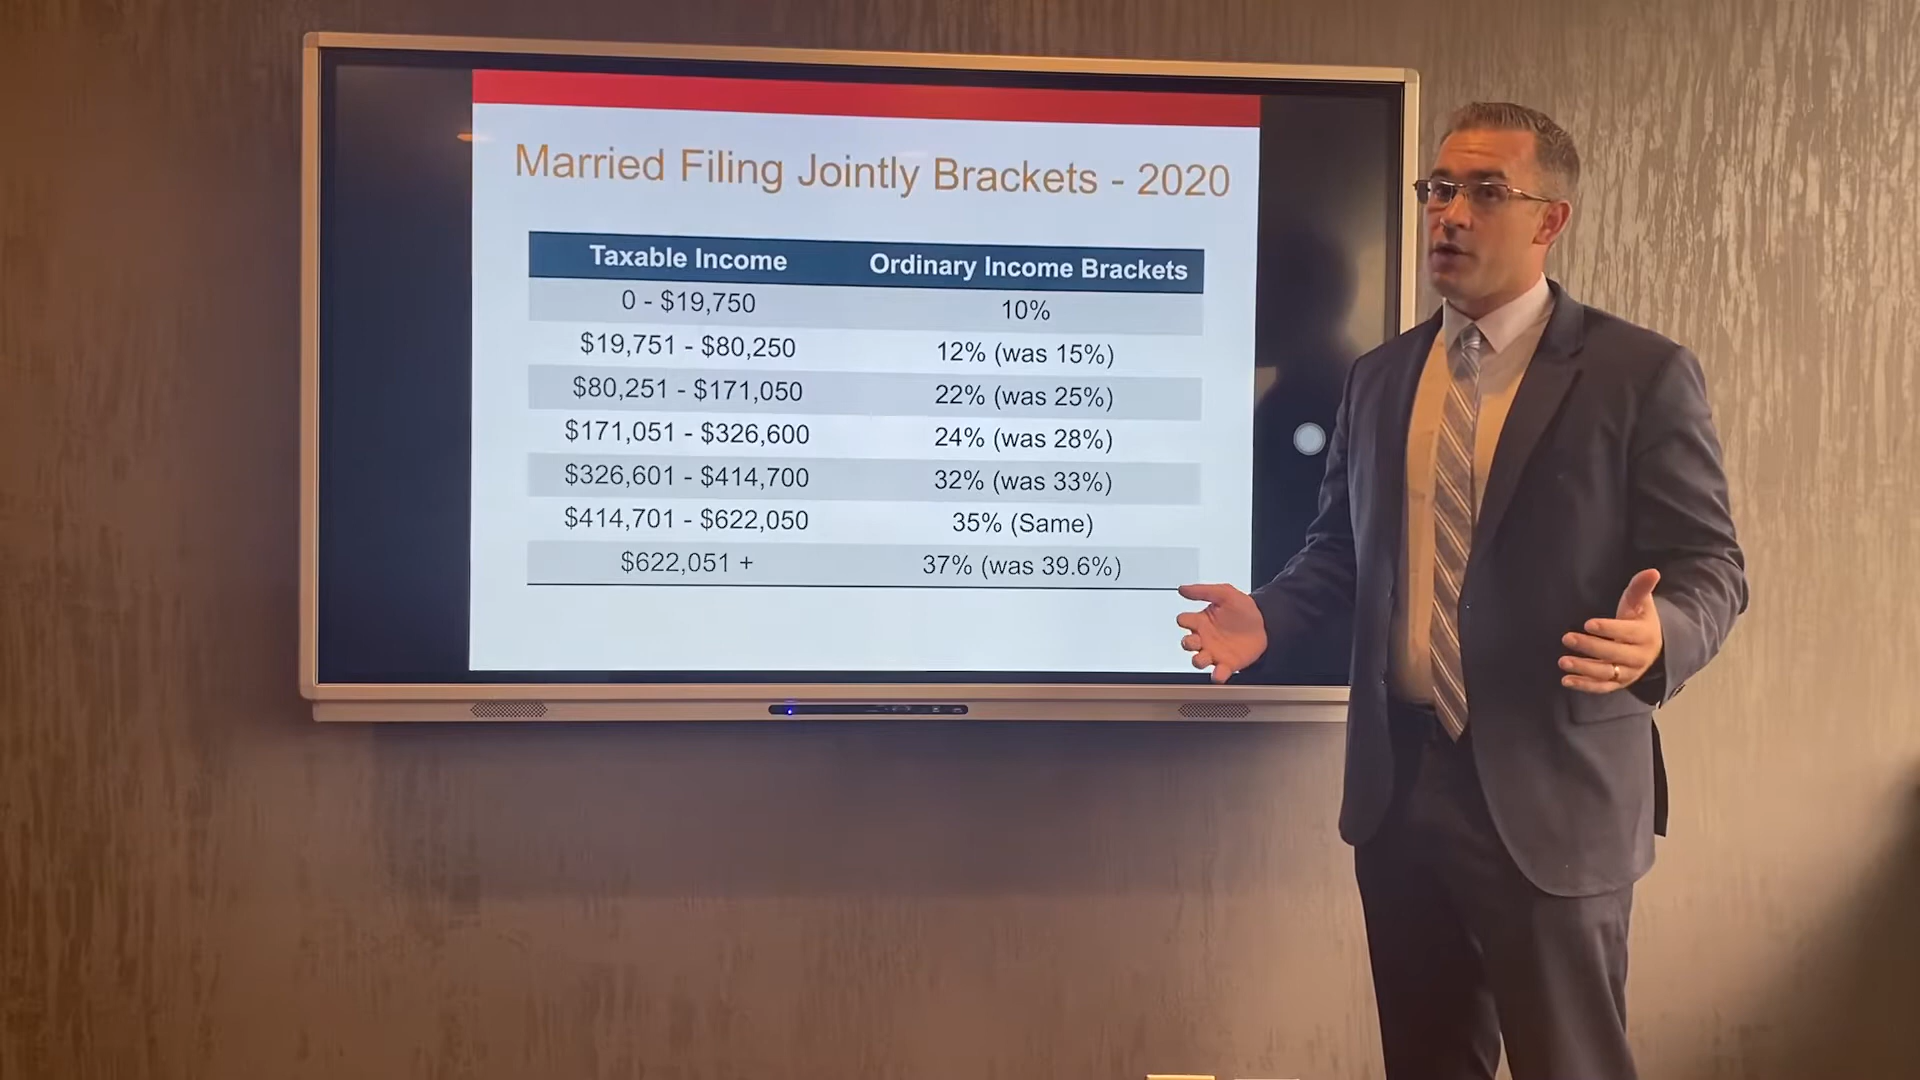 Married Filing Jointly Brackets - 2020
Taxable Income Ordinary Income Brackets
0 - $19,750 10%
$19,751 - $80,250 12% (was 15%)
$80,251 - $171,050 22% (was 25%)
$171,051 - $326,600 24% (was 28%)
$326,601 - $414,700 32% (was 33%)
$414,701 - $622,050 35% (Same)
$622,051 + 37% (was 39.6%)